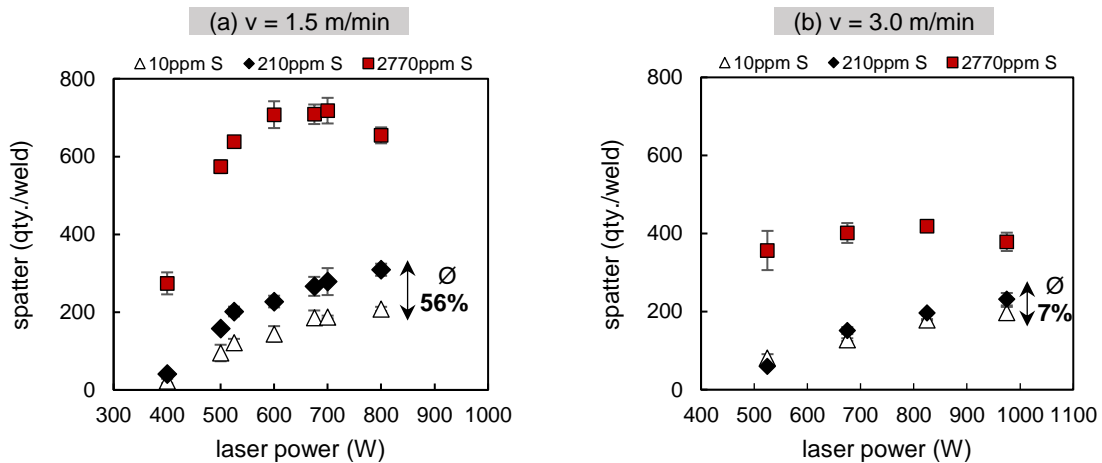 (a) v = 1.5 m/min
10ppm S 210ppm S 2770ppm S
800
600
400
200
0
spatter (qty./weld)
Ø
56%
300 400 500 600 700 800 900 1000
laser power (W)
(b) v = 3.0 m/min
10ppm S 210ppm S 2770ppm S
800
600
400
200
0
spatter (qty./weld)
Ø
7%
400 500 600 700 800 900 1000 1100
laser power (W)